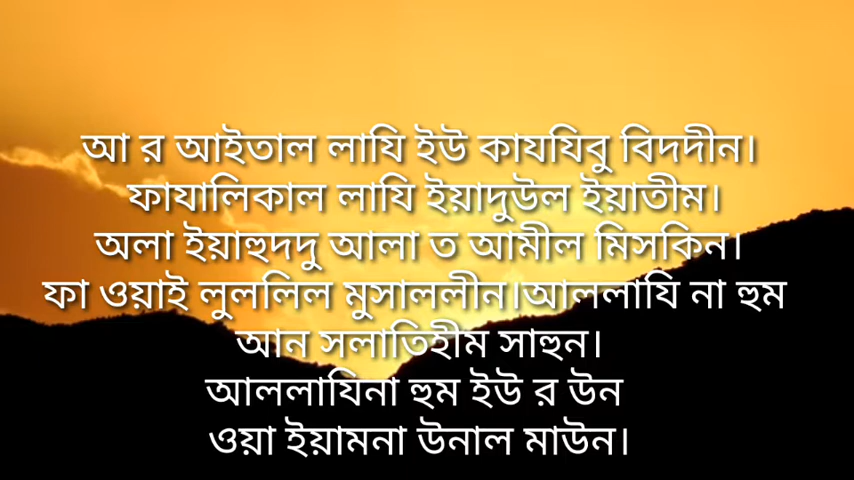 আ র আইতাল লাযি ইউ কাযযিবু বিদদীন।
ফাযালিকাল লাযি ইয়াদুউল ইয়াতীম।
অলা ইয়াহুদদু আলা ত আমীল মিসকিন।
ফা ওয়াই লুললিল মুসাললীন।আললাযি না হুম
আন সলাতিহীম সাহুন।
আললাযিনা হুম ইউ র উন
ওয়া ইয়ামনা উনাল মাউন।